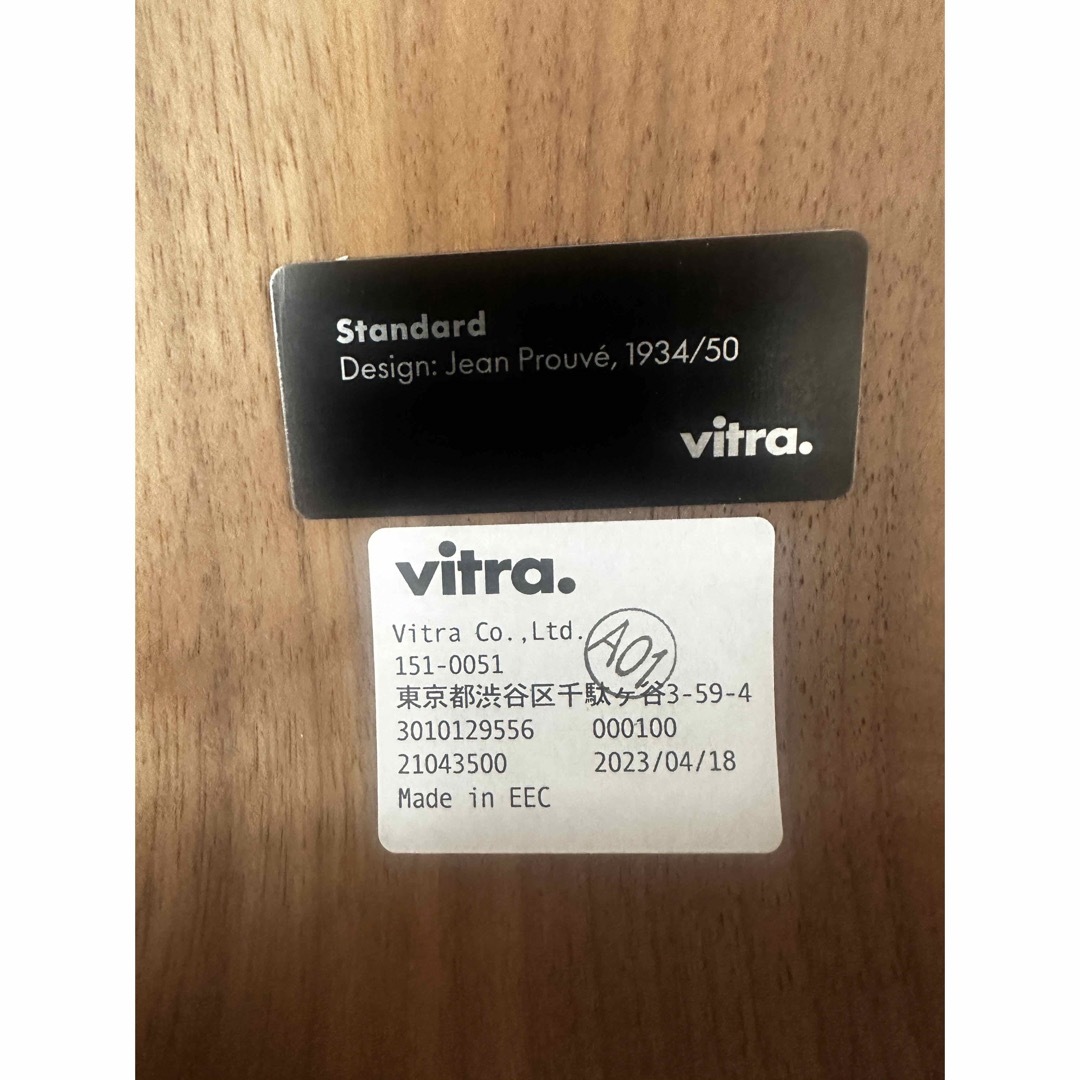 Standard
Design: Jean Prouvé, 1934/50
vitra.
vitra.
Vitra Co.,Ltd.
A01
151-0051
東京都渋谷区千駄ヶ谷3-59-4
3010129556 000100
21043500 2023/04/18
Made in EEC